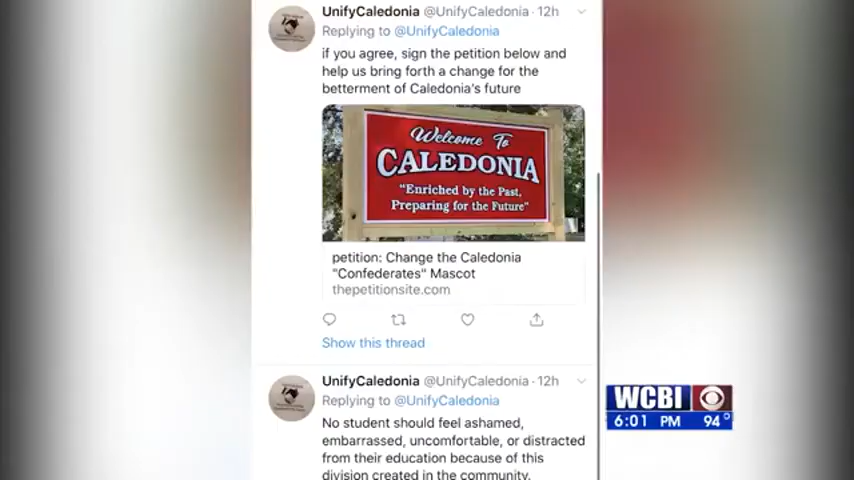 UnifyCaledonia @UnifyCaledonia · 12h
Replying to @UnifyCaledonia
if you agree, sign the petition below and
help us bring forth a change for the
betterment of Caledonia's future
Welcome To
CALEDONIA
"Enriched by the Past,
Preparing for the Future"
petition: Change the Caledonia
"Confederates" Mascot
thepetitionsite.com
Show this thread
UnifyCaledonia @UnifyCaledonia · 12h
Replying to @UnifyCaledonia
No student should feel ashamed,
embarrassed, uncomfortable, or distracted
from their education because of this
division created in the community.
WCBI
6:01 PM 94°